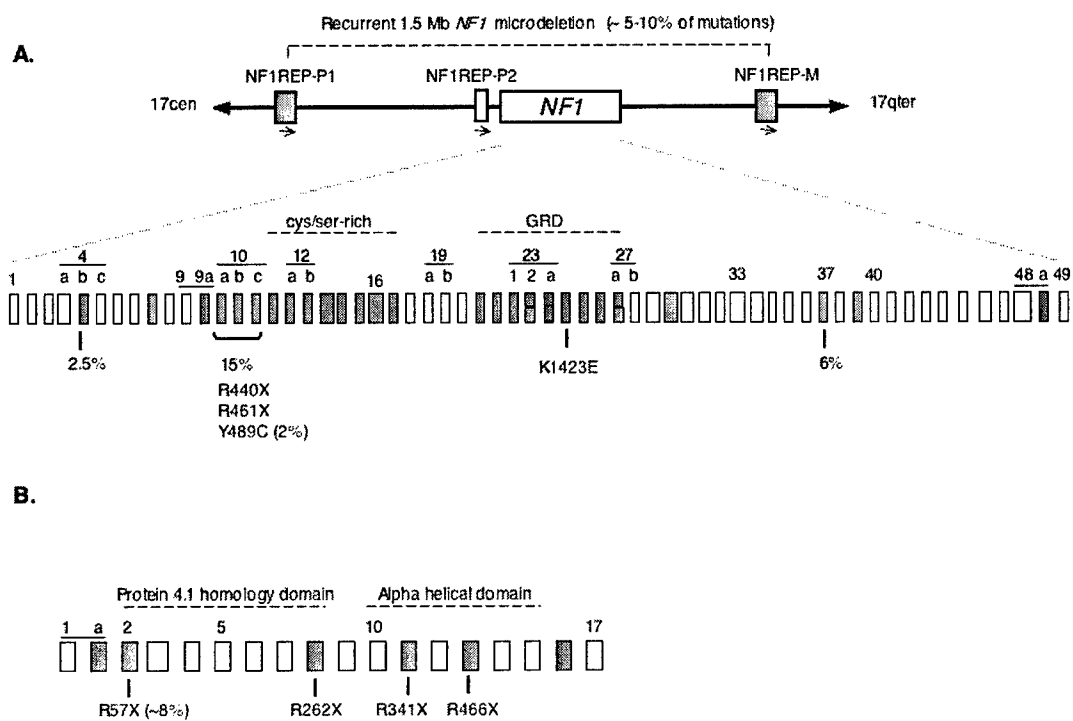 Recurrent 1.5 Mb NF1 microdeletion (~ 5-10% of mutations)
A.
NF1REP-P1 NF1REP-P2 NF1REP-M
17cen NF1 17qter
cys/ser-rich GRD
1 4 9 9a 10 12 16 19 23 27 33 37 40 48 a 49
a b c a b c a b a b 1 2 a a b
2.5% 15% K1423E 6%
R440X
R461X
Y489C (2%)
B.
Protein 4.1 homology domain Alpha helical domain
1 a 2 5 10 17
R57X (~8%) R262X R341X R466X